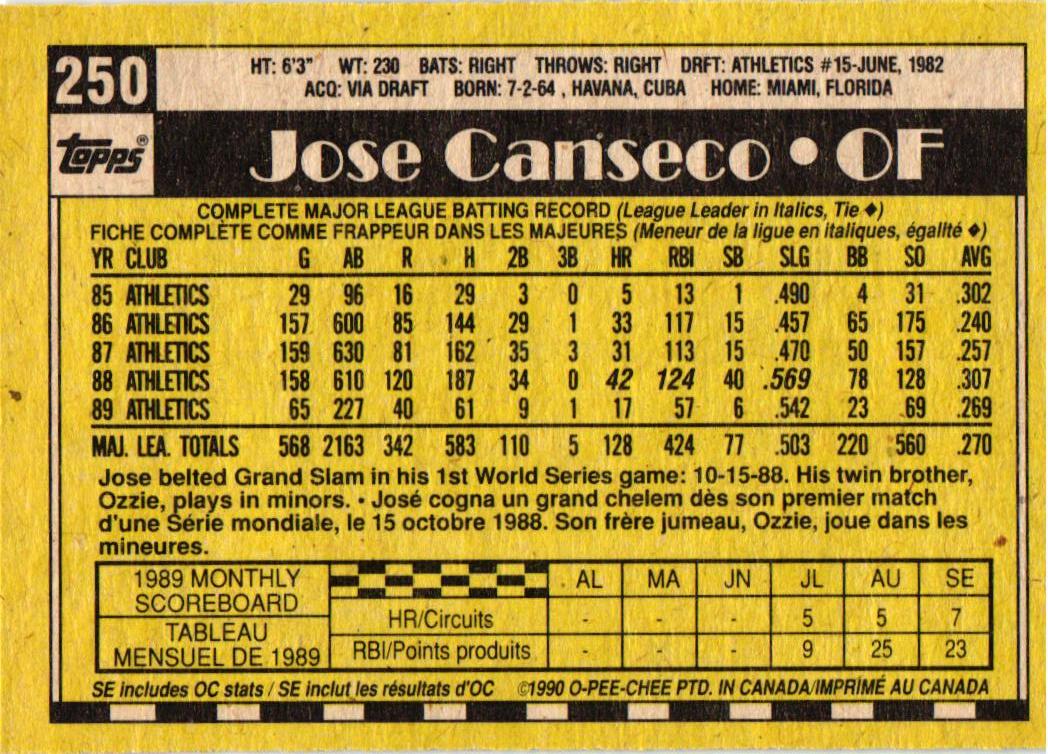 250
HT: 6'3" WT: 230 BATS: RIGHT THROWS: RIGHT DRFT: ATHLETICS #15-JUNE, 1982
ACQ: VIA DRAFT BORN: 7-2-64 , HAVANA, CUBA HOME: MIAMI, FLORIDA
TOPPS®
JOSE CANSECO • OF
COMPLETE MAJOR LEAGUE BATTING RECORD (League Leader in Italics, Tie ◆)
FICHE COMPLÈTE COMME FRAPPEUR DANS LES MAJEURES (Meneur de la ligue en italiques, égalité ◆)
YR CLUB G AB R H 2B 3B HR RBI SB SLG BB SO AVG
85 ATHLETICS 29 96 16 29 3 0 5 13 1 .490 4 31 .302
86 ATHLETICS 157 600 85 144 29 1 33 117 15 .457 65 175 .240
87 ATHLETICS 159 630 81 162 35 3 31 113 15 .470 50 157 .257
88 ATHLETICS 158 610 120 187 34 0 42 124 40 .569 78 128 .307
89 ATHLETICS 65 227 40 61 9 1 17 57 6 .542 23 69 .269
MAJ. LEA. TOTALS 568 2163 342 583 110 5 128 424 77 .503 220 560 .270
Jose belted Grand Slam in his 1st World Series game: 10-15-88. His twin brother,
Ozzie, plays in minors. • José cogna un grand chelem dès son premier match
d'une Série mondiale, le 15 octobre 1988. Son frère jumeau, Ozzie, joue dans les
mineures.
1989 MONTHLY
SCOREBOARD
TABLEAU
MENSUEL DE 1989
AL MA JN JL AU SE
HR/Circuits - - - 5 5 7
RBI/Points produits - - - 9 25 23
SE includes OC stats / SE inclut les résultats d'OC ©1990 O-PEE-CHEE PTD. IN CANADA/IMPRIMÉ AU CANADA